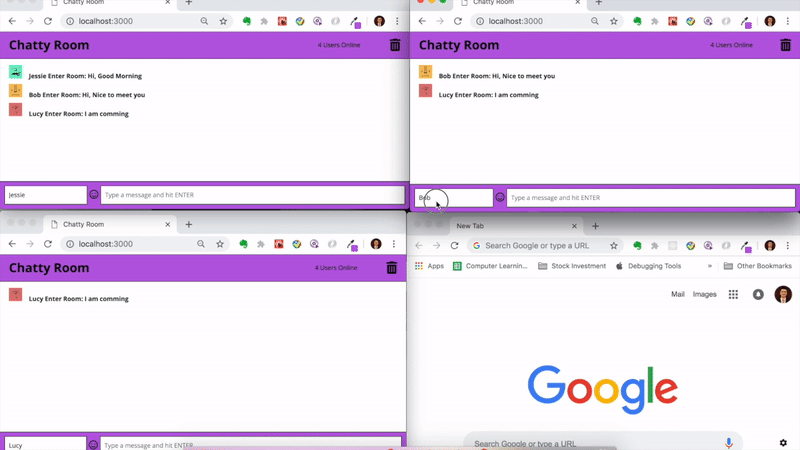 Chatty Room
Chatty Room
localhost:3000
localhost:3000
Chatty Room
4 Users Online
Chatty Room
4 Users Online
Jessie Enter Room: Hi, Good Morning
Bob Enter Room: Hi, Nice to meet you
Lucy Enter Room: I am comming
Bob Enter Room: Hi, Nice to meet you
Lucy Enter Room: I am comming
Jessie
Type a message and hit ENTER
Bob
Type a message and hit ENTER
Chatty Room
New Tab
localhost:3000
Search Google or type a URL
Chatty Room
4 Users Online
Apps
Computer Learnin...
Stock Investment
Debugging Tools
»
Other Bookmarks
Lucy Enter Room: I am comming
Mail
Images
Google
Lucy
Type a message and hit ENTER
Search Google or type a URL